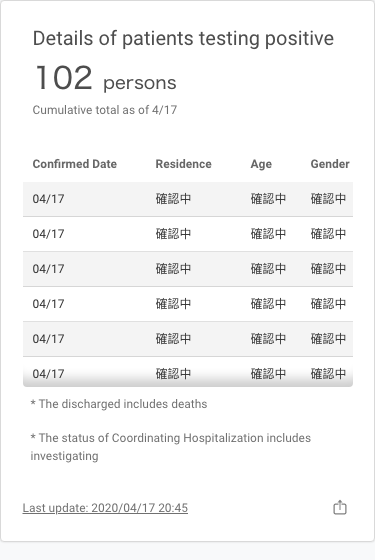 Details of patients testing positive
102 persons
Cumulative total as of 4/17
Confirmed Date Residence Age Gender
04/17 確認中 確認中 確認中
04/17 確認中 確認中 確認中
04/17 確認中 確認中 確認中
04/17 確認中 確認中 確認中
04/17 確認中 確認中 確認中
04/17 確認中 確認中 確認中
* The discharged includes deaths
* The status of Coordinating Hospitalization includes
investigating
Last update: 2020/04/17 20:45